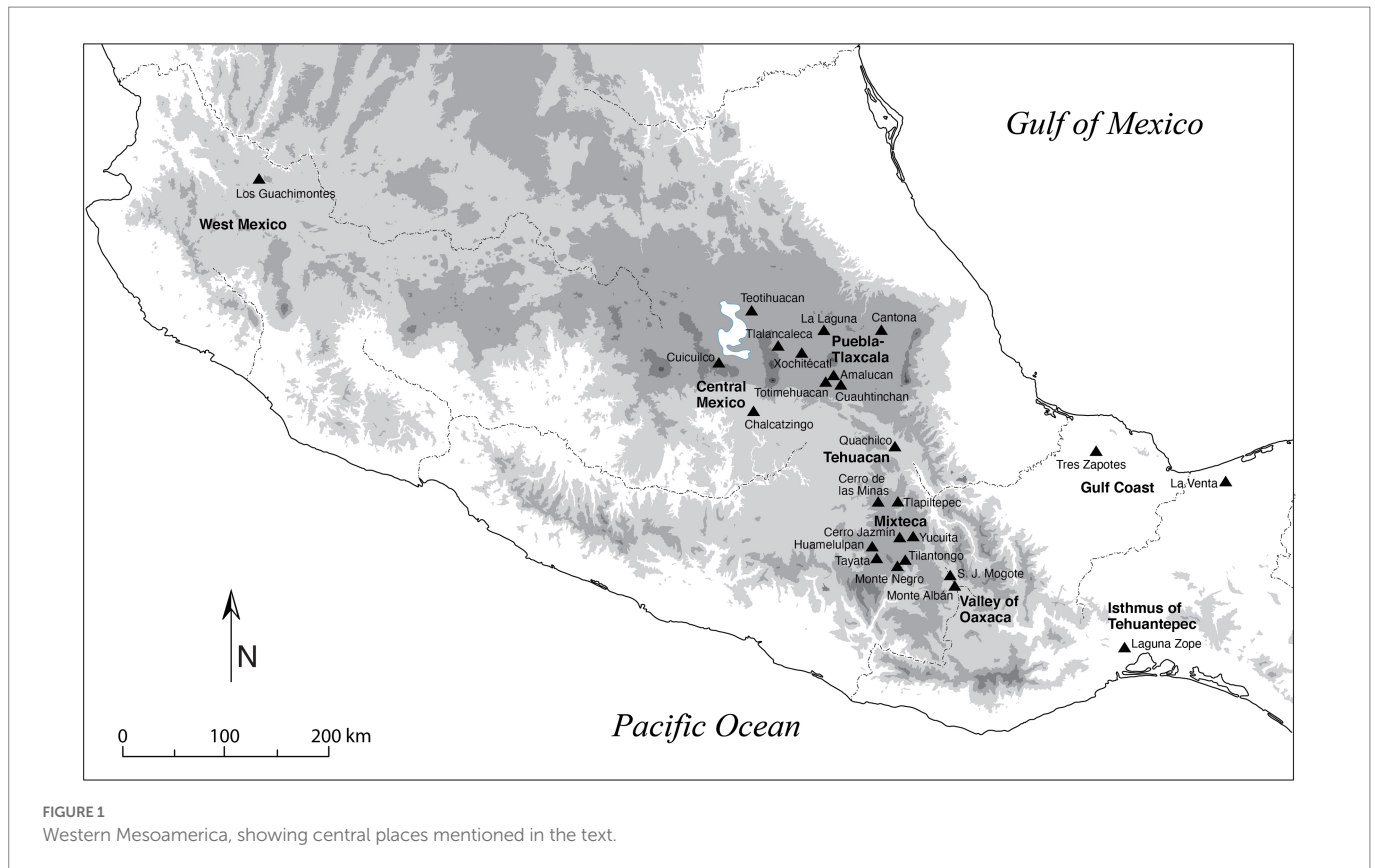 Gulf of Mexico
Los Guachimontes
West Mexico
Teotihuacan
La Laguna
Cantona
Tlalancaleca
Puebla-
Tlaxcala
Cuicuilco
Xochitécatl
Amalucan
Central
Mexico
Totimehuacan
Cuauhtinchan
Chalcatzingo
Quachilco
Tehuacan
Tres Zapotes
Gulf Coast
La Venta
Cerro de
las Minas
Tlapiltepec
Mixteca
Cerro Jazmín
Yucuita
Huamelulpan
Tilantongo
Tayata
Monte Negro
S. J. Mogote
Monte Albán
Valley of
Oaxaca
Isthmus of
Tehuantepec
Laguna Zope
N
Pacific Ocean
0 100 200 km
FIGURE 1
Western Mesoamerica, showing central places mentioned in the text.